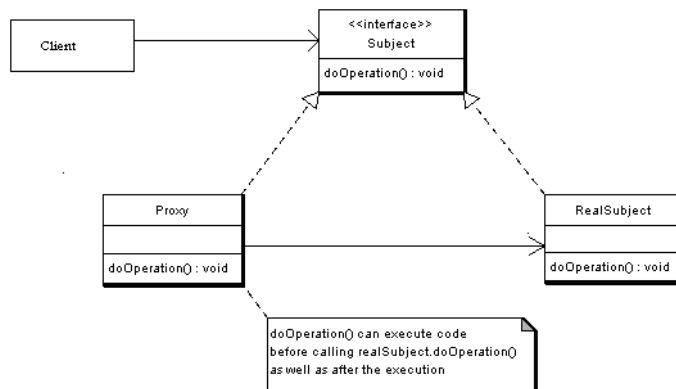 Client
<<interface>>
Subject
doOperation() : void
Proxy
doOperation() : void
RealSubject
doOperation() : void
doOperation() can execute code
before calling realSubject.doOperation()
as well as after the execution